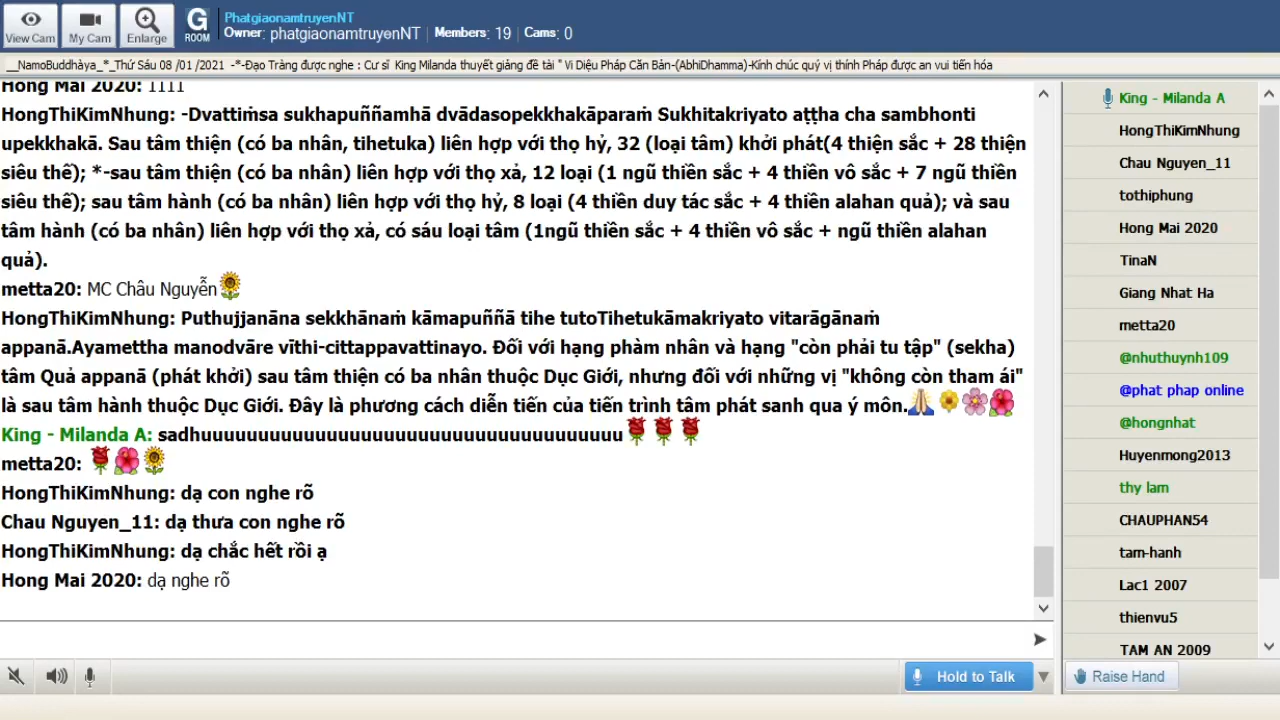 View Cam
My Cam
Enlarge
G
ROOM
PhatgiaonamtruyenNT
Owner: phatgiaonamtruyenNT | Members: 19 | Cams: 0
__NamoBuddhàya_*_Thứ Sáu 08 /01 /2021 -*-Đạo Tràng được nghe : Cư sĩ King Milanda thuyết giảng đề tài " Vi Diệu Pháp Căn Bản-(AbhiDhamma)-Kính chúc quý vị thính Pháp được an vui tiến hóa
Hong Mai 2020: 1111
HongThiKimNhung: -Dvattiṁsa sukhapuññamhā dvādasopekkhakāparaṁ Sukhitakriyato aṭṭha cha sambhonti
upekkhakā. Sau tâm thiện (có ba nhân, tihetuka) liên hợp với thọ hỷ, 32 (loại tâm) khởi phát(4 thiện sắc + 28 thiện
siêu thế); *-sau tâm thiện (có ba nhân) liên hợp với thọ xả, 12 loại (1 ngũ thiền sắc + 4 thiền vô sắc + 7 ngũ thiền
siêu thế); sau tâm hành (có ba nhân) liên hợp với thọ hỷ, 8 loại (4 thiền duy tác sắc + 4 thiền alahan quả); và sau
tâm hành (có ba nhân) liên hợp với thọ xả, có sáu loại tâm (1ngũ thiền sắc + 4 thiền vô sắc + ngũ thiền alahan
quả).
metta20: MC Châu Nguyễn
HongThiKimNhung: Puthujjanāna sekkhānaṁ kāmapuññā tihe tutoTihetukāmakriyato vitarāgānaṁ
appanā.Ayamettha manodvāre vīthi-cittappavattinayo. Đối với hạng phàm nhân và hạng "còn phải tu tập" (sekha)
tâm Quả appanā (phát khởi) sau tâm thiện có ba nhân thuộc Dục Giới, nhưng đối với những vị "không còn tham ái"
là sau tâm hành thuộc Dục Giới. Đây là phương cách diễn tiến của tiến trình tâm phát sanh qua ý môn.
King - Milanda A: sadhuuuuuuuuuuuuuuuuuuuuuuuuuuuuuuuuuuuuu
metta20:
HongThiKimNhung: dạ con nghe rõ
Chau Nguyen_11: dạ thưa con nghe rõ
HongThiKimNhung: dạ chắc hết rồi ạ
Hong Mai 2020: dạ nghe rõ
Hold to Talk
King - Milanda A
HongThiKimNhung
Chau Nguyen_11
tothiphung
Hong Mai 2020
TinaN
Giang Nhat Ha
metta20
@nhuthuynh109
@phat phap online
@hongnhat
Huyenmong2013
thy lam
CHAUPHAN54
tam-hanh
Lac1 2007
thienvu5
TAM AN 2009
Raise Hand